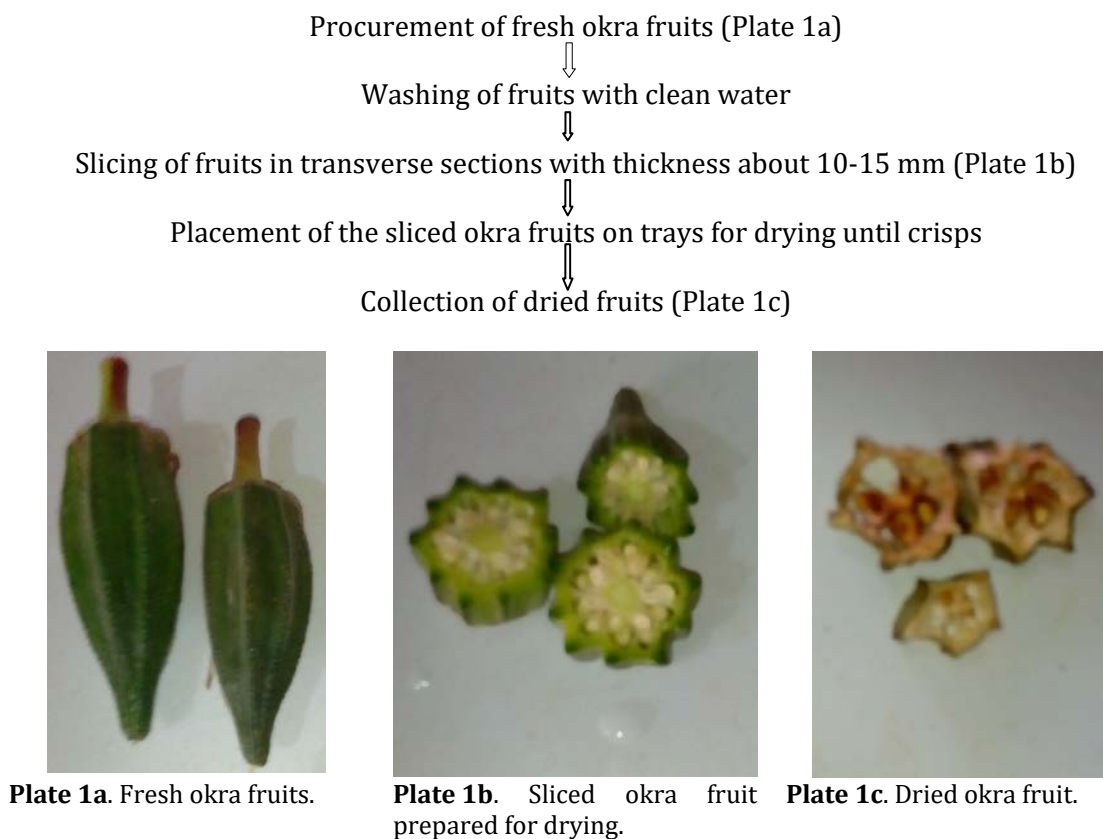 Procurement of fresh okra fruits (Plate 1a)
Washing of fruits with clean water
Slicing of fruits in transverse sections with thickness about 10-15 mm (Plate 1b)
Placement of the sliced okra fruits on trays for drying until crisps
Collection of dried fruits (Plate 1c)
Plate 1a. Fresh okra fruits.
Plate 1b. Sliced okra fruit
prepared for drying.
Plate 1c. Dried okra fruit.